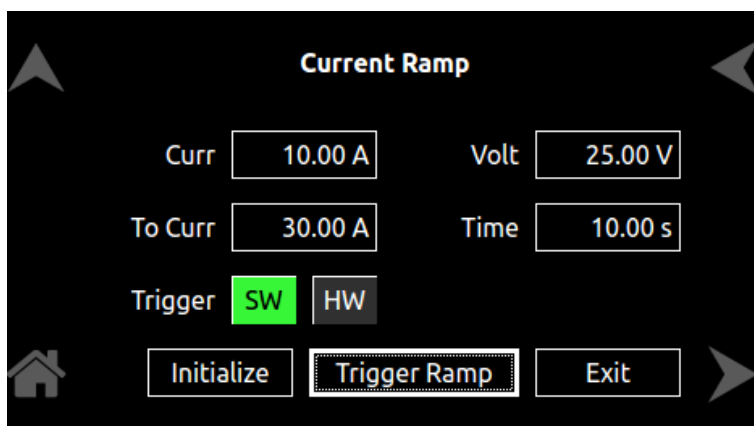 Current Ramp
Curr 10.00 A Volt 25.00 V
To Curr 30.00 A Time 10.00 s
Trigger SW HW
Initialize Trigger Ramp Exit